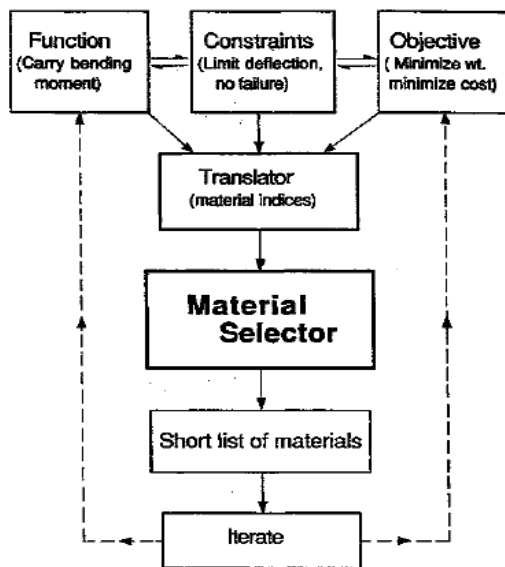 Function
(Carry bending
moment)
Constraints
(Limit deflection,
no failure)
Objective
( Minimize wt.
minimize cost)
Translator
(material indices)
Material
Selector
Short list of materials
Iterate